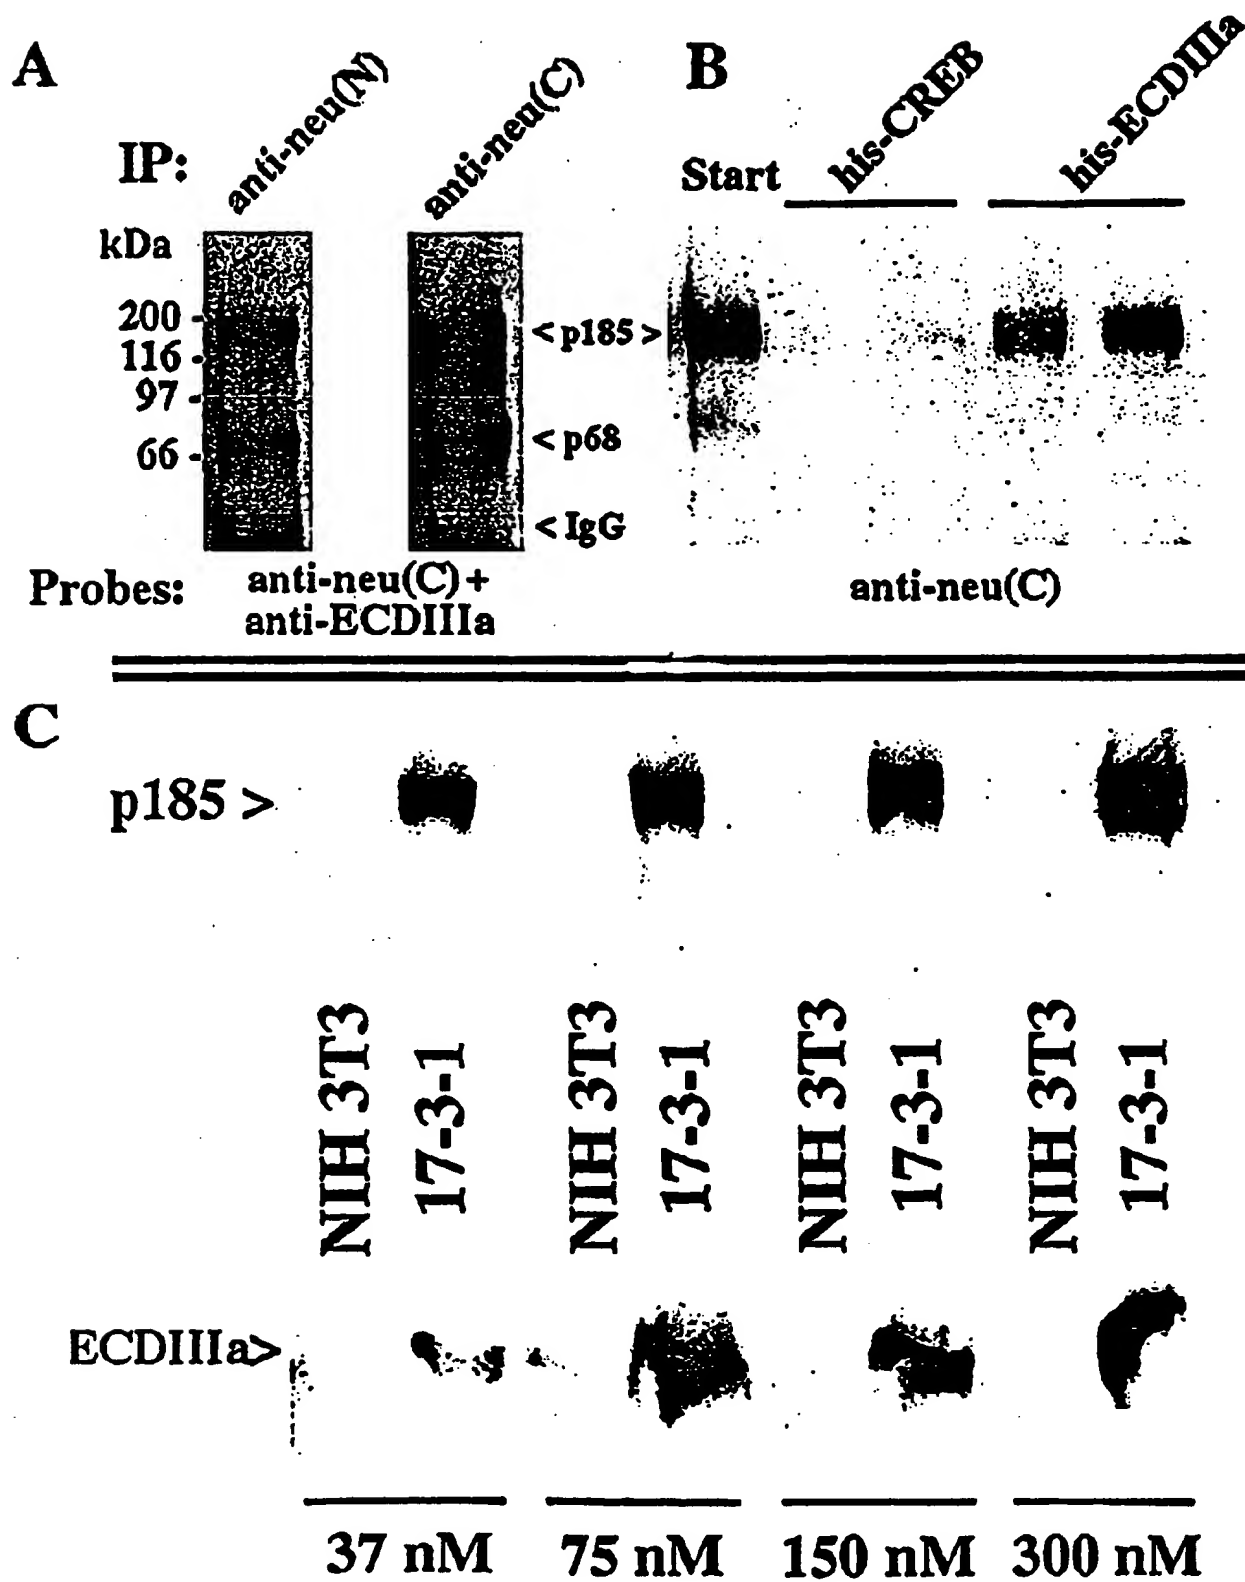 A
IP:
anti-neu(N)
anti-neu(C)
kDa
200 -
116 -
97 -
66 -
< p185 >
< p68
< IgG
Probes:
anti-neu(C) +
anti-ECDIIIa
B
Start
his-CREB
his-ECDIIIa
anti-neu(C)
C
p185 >
NIH 3T3
17-3-1
NIH 3T3
17-3-1
NIH 3T3
17-3-1
NIH 3T3
17-3-1
ECDIIIa>
37 nM
75 nM
150 nM
300 nM